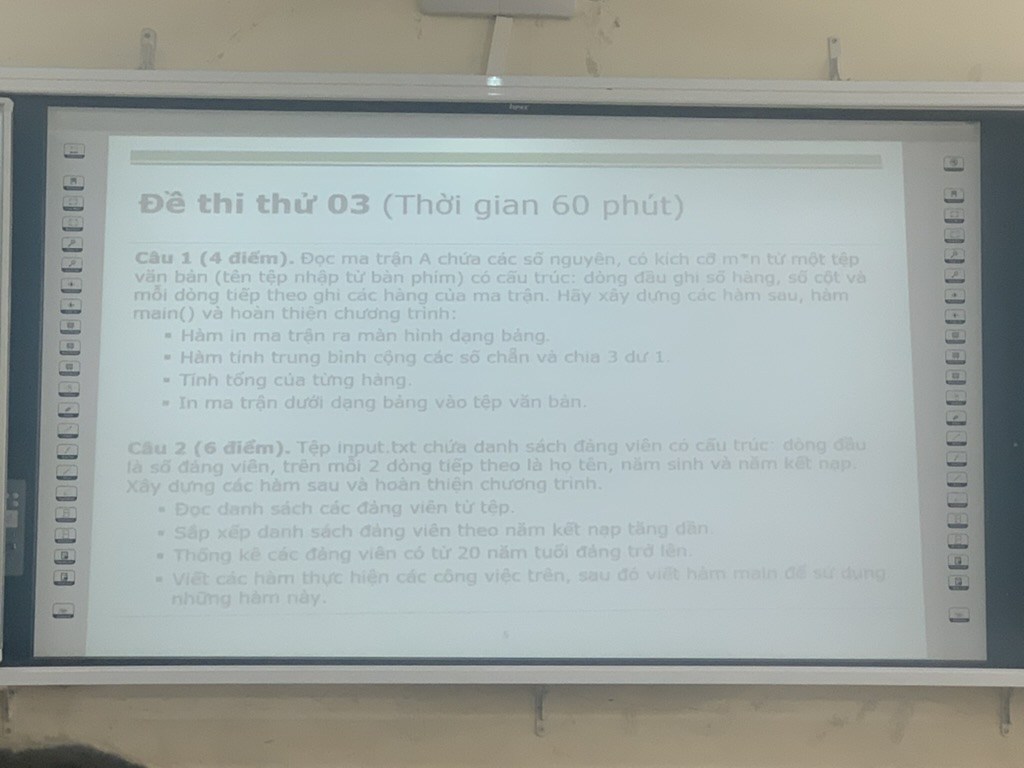 Đề thi thử 03 (Thời gian 60 phút)
Câu 1 (4 điểm). Đọc ma trận A chứa các số nguyên, có kích cỡ m*n từ một tệp
văn bản (tên tệp nhập từ bàn phím) có cấu trúc: dòng đầu ghi số hàng, số cột và
mỗi dòng tiếp theo ghi các hàng của ma trận. Hãy xây dựng các hàm sau, hàm
main() và hoàn thiện chương trình:
▪ Hàm in ma trận ra màn hình dạng bảng.
▪ Hàm tính trung bình cộng các số chẵn và chia 3 dư 1.
▪ Tính tổng của từng hàng.
▪ In ma trận dưới dạng bảng vào tệp văn bản.
Câu 2 (6 điểm). Tệp input.txt chứa danh sách đảng viên có cấu trúc: dòng đầu
là số đảng viên, trên mỗi 2 dòng tiếp theo là họ tên, năm sinh và năm kết nạp.
Xây dựng các hàm sau và hoàn thiện chương trình.
▪ Đọc danh sách các đảng viên từ tệp.
▪ Sắp xếp danh sách đảng viên theo năm kết nạp tăng dần.
▪ Thống kê các đảng viên có từ 20 năm tuổi đảng trở lên.
▪ Viết các hàm thực hiện các công việc trên, sau đó viết hàm main để sử dụng
những hàm này.
5